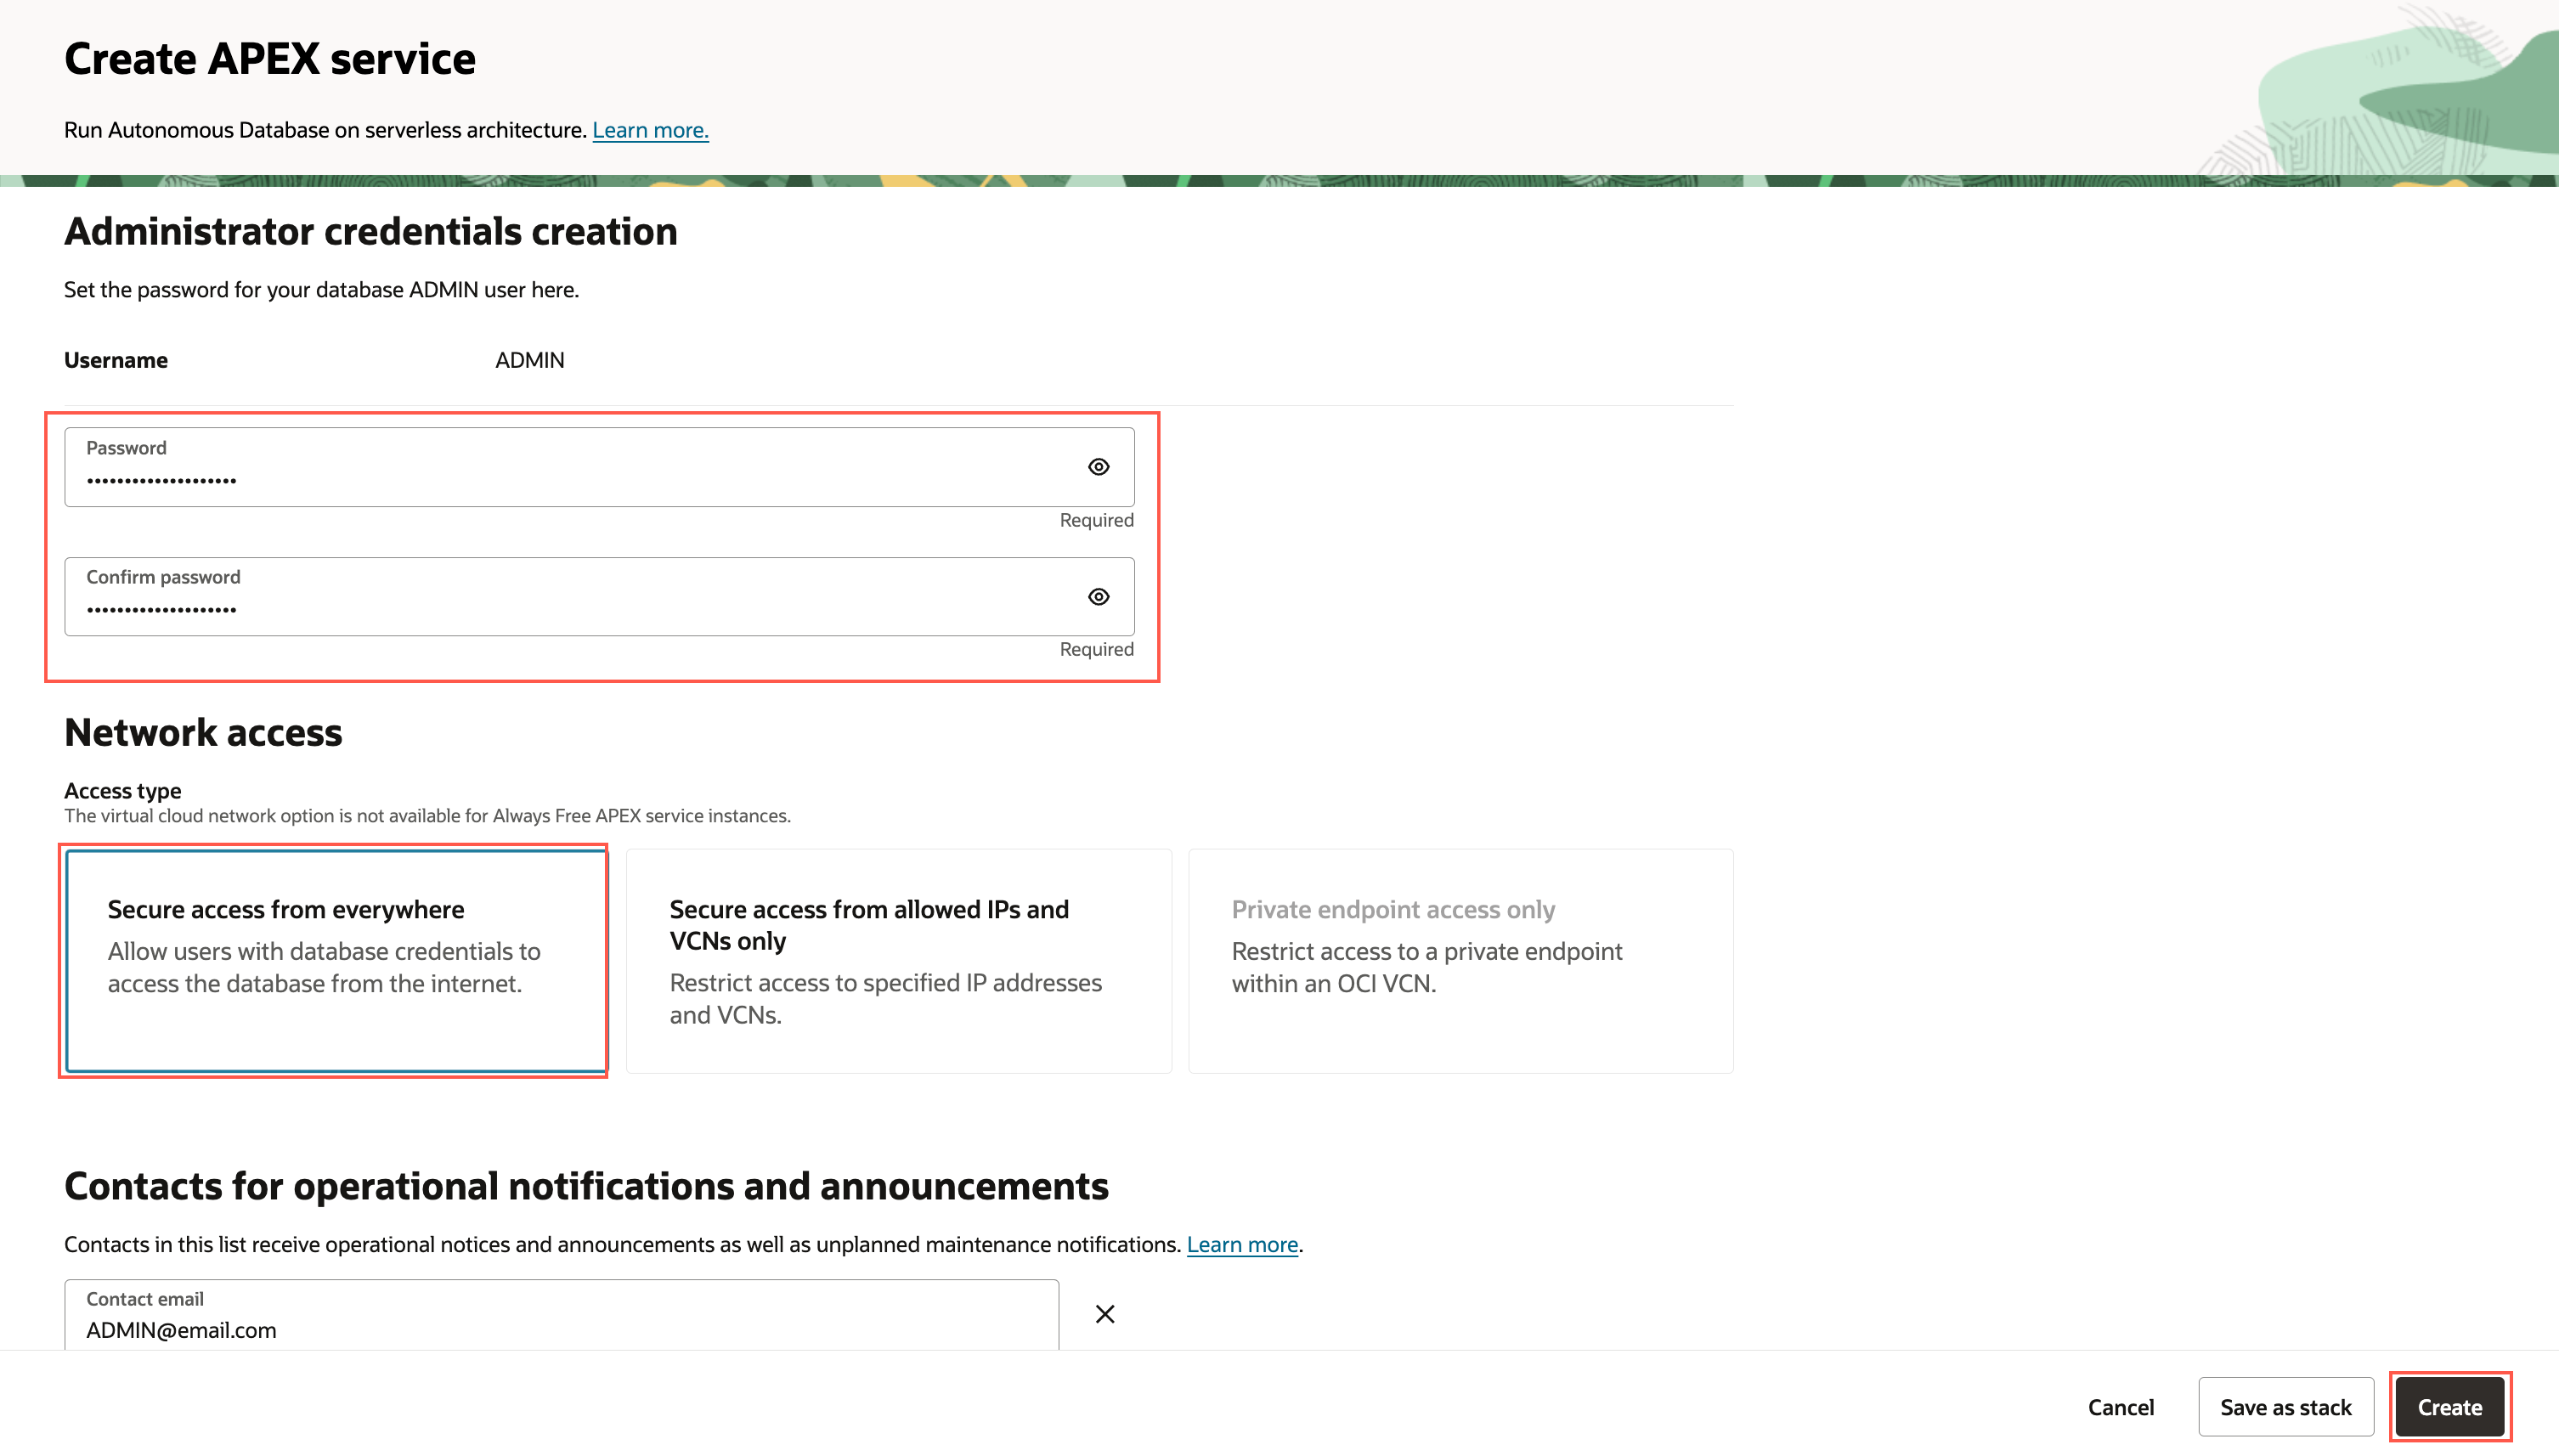 Create APEX service
Run Autonomous Database on serverless architecture. Learn more.
Administrator credentials creation
Set the password for your database ADMIN user here.
Username ADMIN
Password
••••••••••••••••••••
Required
Confirm password
••••••••••••••••••••
Required
Network access
Access type
The virtual cloud network option is not available for Always Free APEX service instances.
Secure access from everywhere
Allow users with database credentials to
access the database from the internet.
Secure access from allowed IPs and
VCNs only
Restrict access to specified IP addresses
and VCNs.
Private endpoint access only
Restrict access to a private endpoint
within an OCI VCN.
Contacts for operational notifications and announcements
Contacts in this list receive operational notices and announcements as well as unplanned maintenance notifications. Learn more.
Contact email
ADMIN@email.com
Cancel
Save as stack
Create